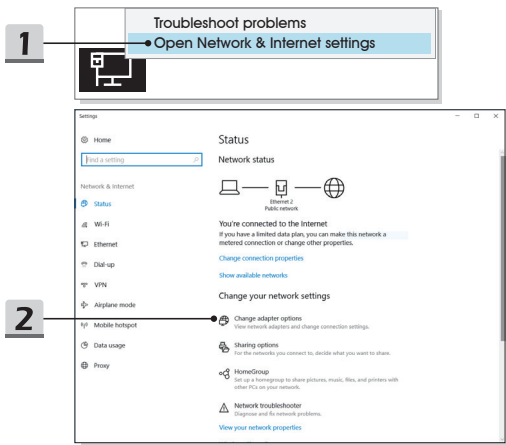 Troubleshoot problems
1
Open Network & Internet settings
Settings
Home
Status
Find a setting
Network status
Network & Internet
Status
Ethernet 2
Public network
Wi-Fi
You're connected to the Internet
If you have a limited data plan, you can make this network a
metered connection or change other properties.
Ethernet
Dial-up
Change connection properties
VPN
Show available networks
Airplane mode
Change your network settings
2
Mobile hotspot
Change adapter options
View network adapters and change connection settings.
Data usage
Sharing options
For the networks you connect to, decide what you want to share.
Proxy
HomeGroup
Set up a homegroup to share pictures, music, files, and printers with
other PCs on your network.
Network troubleshooter
Diagnose and fix network problems.
View your network properties